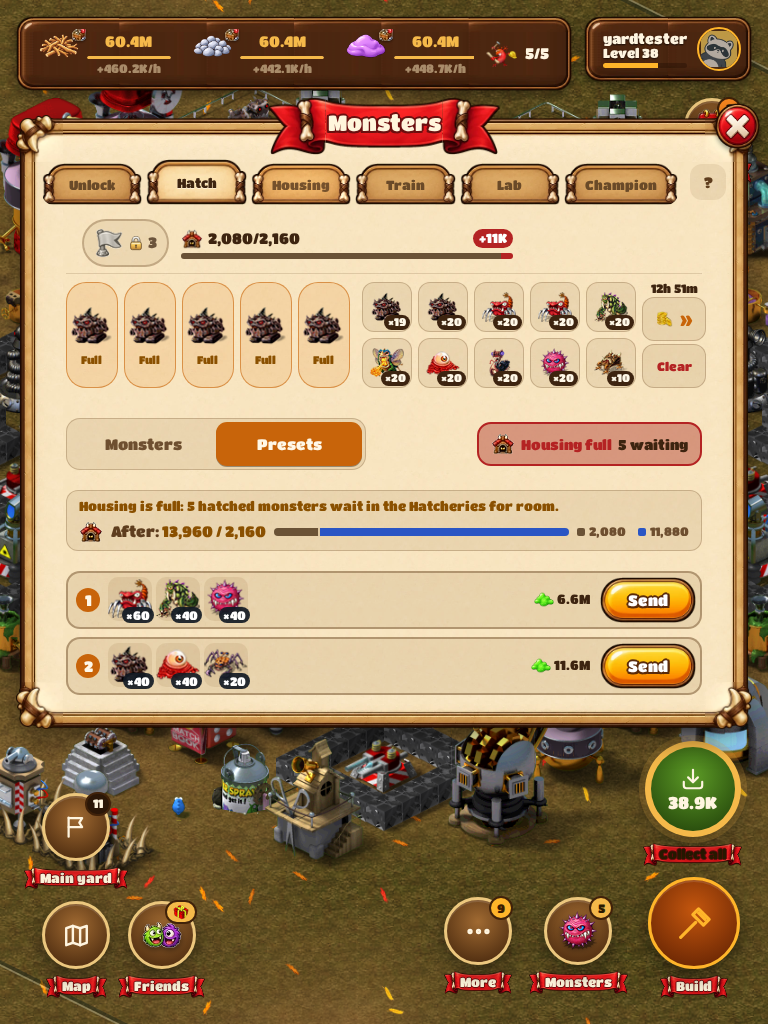 60.4M
+460.2K/h
60.4M
+442.1K/h
60.4M
+448.7K/h
5/5
yardtester
Level 38
Monsters
Unlock
Hatch
Housing
Train
Lab
Champion
?
3
2,080/2,160
+11K
Full
Full
Full
Full
Full
×19
×20
×20
×20
×20
12h 51m
×20
×20
×20
×20
×10
Clear
Monsters
Presets
Housing full 5 waiting
Housing is full: 5 hatched monsters wait in the Hatcheries for room.
After: 13,960 / 2,160
2,080
11,880
1
×60
×40
×40
6.6M
Send
2
×40
×40
×20
11.6M
Send
SPRAY
11
Main yard
38.9K
Collect all
Map
Friends
9
More
5
Monsters
Build